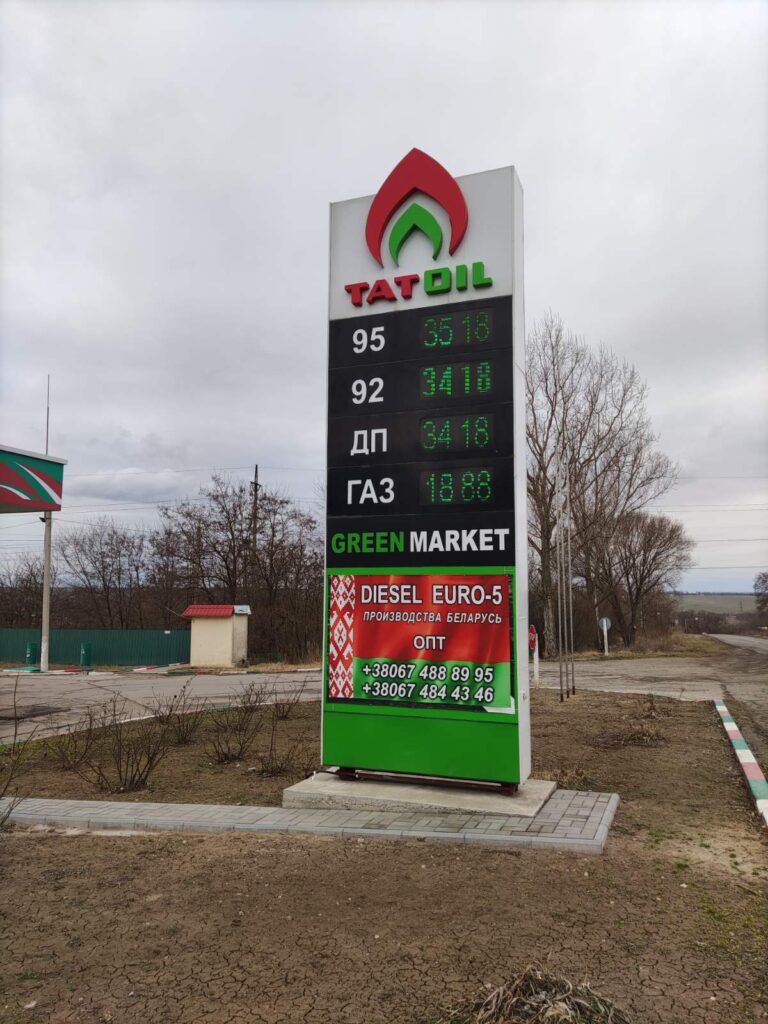 TATOIL
95 35 18
92 34 18
ДП 34 18
ГАЗ 18 88
GREEN MARKET
DIESEL EURO-5
ПРОИЗВОДСТВА БЕЛАРУСЬ
ОПТ
+38067 488 89 95
+38067 484 43 46